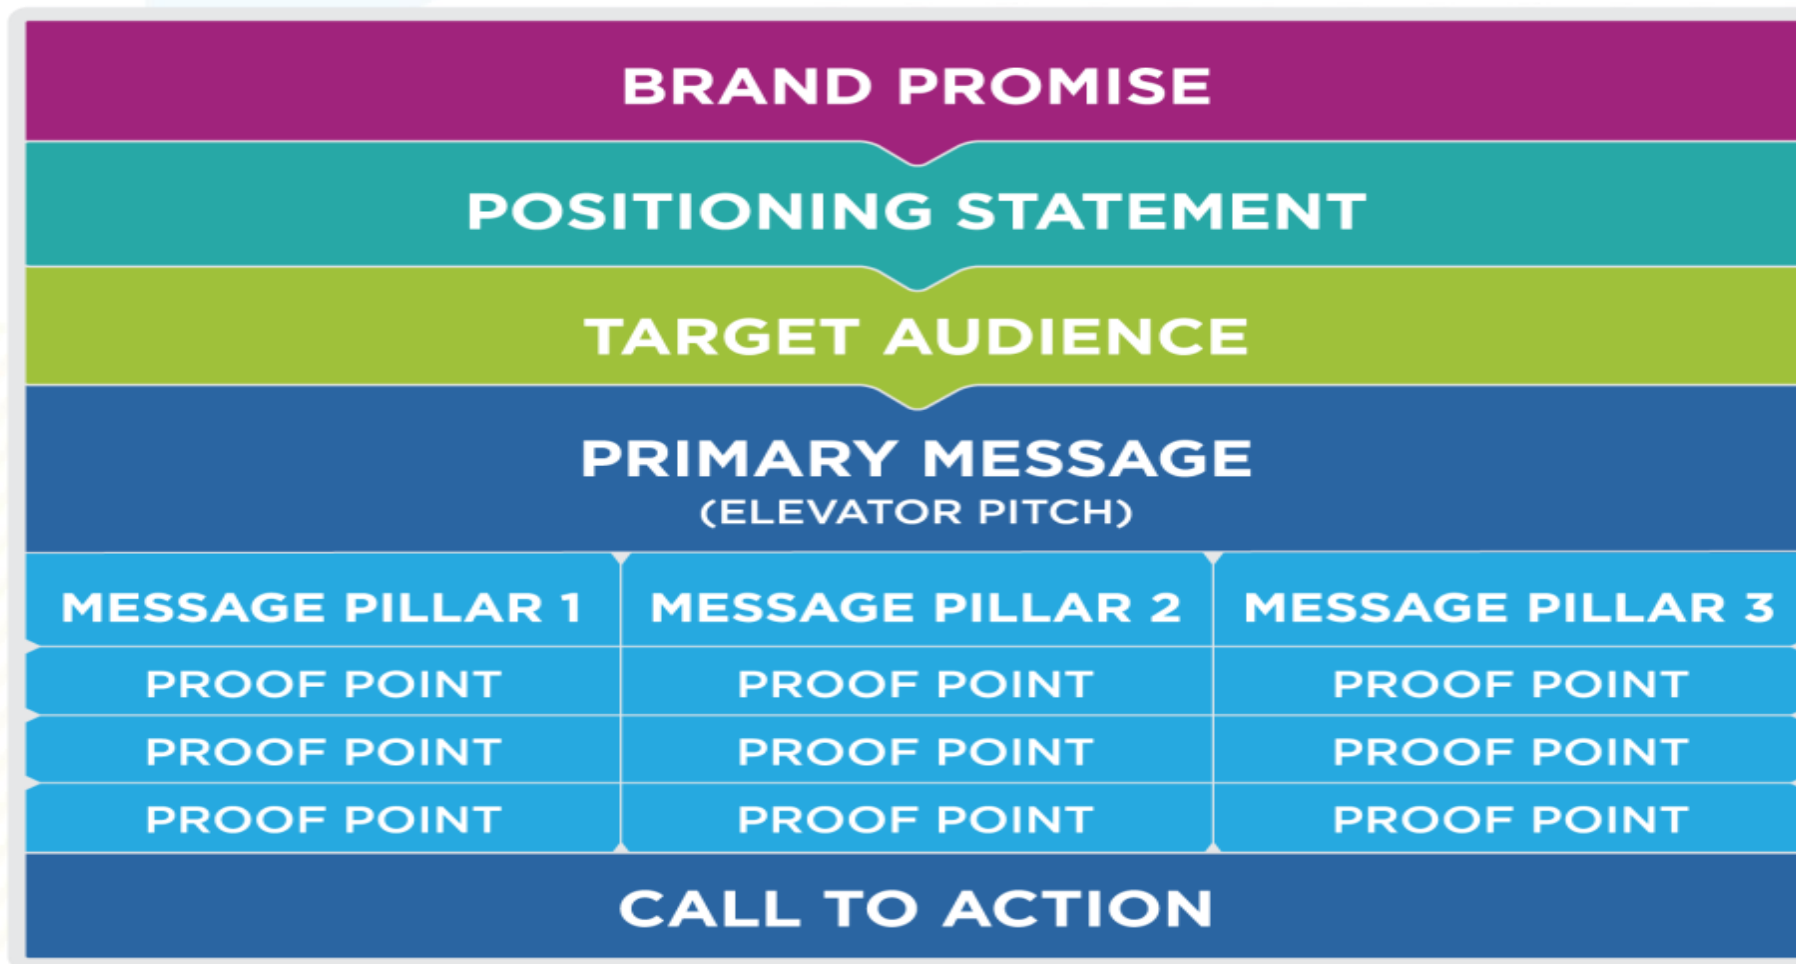 BRAND PROMISE
POSITIONING STATEMENT
TARGET AUDIENCE
PRIMARY MESSAGE
(ELEVATOR PITCH)
MESSAGE PILLAR 1 MESSAGE PILLAR 2 MESSAGE PILLAR 3
PROOF POINT PROOF POINT PROOF POINT
PROOF POINT PROOF POINT PROOF POINT
PROOF POINT PROOF POINT PROOF POINT
CALL TO ACTION